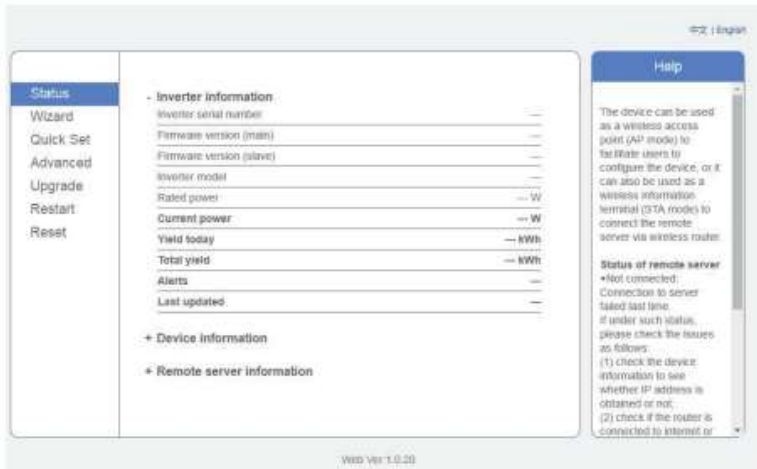 中文 | English
Help
Status
Wizard
Quick Set
Advanced
Upgrade
Restart
Reset
- Inverter information
Inverter serial number ---
Firmware version (main) ---
Firmware version (slave) ---
Inverter model ---
Rated power --- W
Current power --- W
Yield today --- kWh
Total yield --- kWh
Alerts ---
Last updated ---
+ Device information
+ Remote server information
The device can be used
as a wireless access
point (AP mode) to
facilitate users to
configure the device, or it
can also be used as a
wireless information
terminal (STA mode) to
connect the remote
server via wireless router.
Status of remote server
•Not connected:
Connection to server
failed last time.
If under such status,
please check the issues
as follows:
(1) check the device
information to see
whether IP address is
obtained or not;
(2) check if the router is
connected to internet or
Web Ver 1.0.20